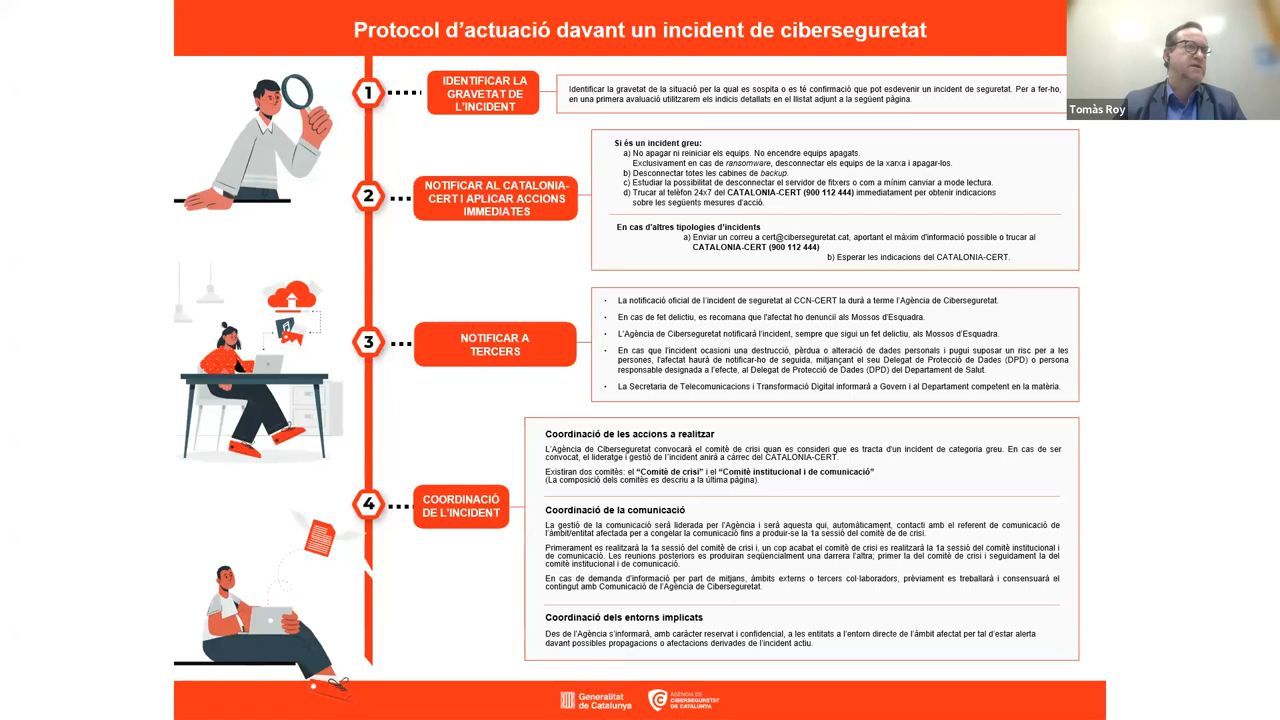 Protocol d'actuació davant un incident de ciberseguretat
Tomàs Roy
1
IDENTIFICAR LA
GRAVETAT DE
L'INCIDENT
Identificar la gravetat de la situació per la qual es sospita o es té confirmació que pot esdevenir un incident de seguretat. Per a fer-ho,
en una primera avaluació utilitzarem els indicis detallats en el llistat adjunt a la següent pàgina.
2
NOTIFICAR AL CATALONIA-
CERT I APLICAR ACCIONS
IMMEDIATES
Si és un incident greu:
a) No apagar ni reiniciar els equips. No encendre equips apagats.
Exclusivament en cas de ransomware, desconnectar els equips de la xarxa i apagar-los.
b) Desconnectar totes les cabines de backup.
c) Estudiar la possibilitat de desconnectar el servidor de fitxers o com a mínim canviar a mode lectura.
d) Trucar al telèfon 24x7 del CATALONIA-CERT (900 112 444) immediatament per obtenir indicacions
sobre les següents mesures d'acció.
En cas d'altres tipologies d'incidents
a) Enviar un correu a cert@ciberseguretat.cat, aportant el màxim d'informació possible o trucar al
CATALONIA-CERT (900 112 444)
b) Esperar les indicacions del CATALONIA-CERT.
3
NOTIFICAR A
TERCERS
• La notificació oficial de l'incident de seguretat al CCN-CERT la durà a terme l'Agència de Ciberseguretat.
• En cas de fet delictiu, es recomana que l'afectat ho denunciï als Mossos d'Esquadra.
• L'Agència de Ciberseguretat notificarà l'incident, sempre que sigui un fet delictiu, als Mossos d'Esquadra.
• En cas que l'incident ocasioni una destrucció, pèrdua o alteració de dades personals i pugui suposar un risc per a les
persones, l'afectat haurà de notificar-ho de seguida, mitjançant el seu Delegat de Protecció de Dades (DPD) o persona
responsable designada a l'efecte, al Delegat de Protecció de Dades (DPD) del Departament de Salut.
• La Secretaria de Telecomunicacions i Transformació Digital informarà a Govern i al Departament competent en la matèria.
4
COORDINACIÓ
DE L'INCIDENT
Coordinació de les accions a realitzar
L'Agència de Ciberseguretat convocarà el comitè de crisi quan es consideri que es tracta d'un incident de categoria greu. En cas de ser
convocat, el lideratge i gestió de l'incident anirà a càrrec del CATALONIA-CERT.
Existiran dos comitès: el "Comitè de crisi" i el "Comitè institucional i de comunicació"
(La composició dels comitès es descriu a la última pàgina).
Coordinació de la comunicació
La gestió de la comunicació serà liderada per l'Agència i serà aquesta qui, automàticament, contacti amb el referent de comunicació de
l'àmbit/entitat afectada per a congelar la comunicació fins a produir-se la 1a sessió del comitè de de crisi.
Primerament es realitzarà la 1a sessió del comitè de crisi i, un cop acabat el comitè de crisi es realitzarà la 1a sessió del comitè institucional i
de comunicació. Les reunions posteriors es produiran seqüencialment una darrera l'altra; primer la del comitè de crisi i seguidament la del
comitè institucional i de comunicació.
En cas de demanda d'informació per part de mitjans, àmbits externs o tercers col·laboradors, prèviament es treballarà i consensuarà el
contingut amb Comunicació de l'Agència de Ciberseguretat.
Coordinació dels entorns implicats
Des de l'Agència s'informarà, amb caràcter reservat i confidencial, a les entitats a l'entorn directe de l'àmbit afectat per tal d'estar alerta
davant possibles propagacions o afectacions derivades de l'incident actiu.
Generalitat
de Catalunya
AGÈNCIA DE
CIBERSEGURETAT
DE CATALUNYA